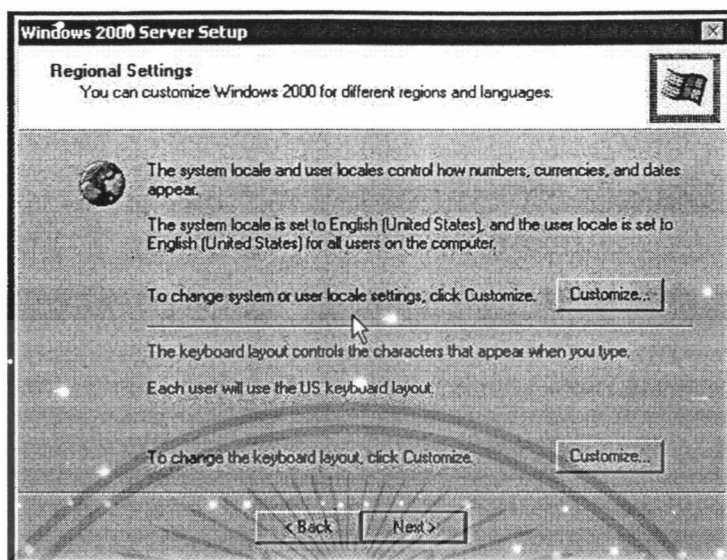 Windows 2000 Server Setup
Regional Settings
You can customize Windows 2000 for different regions and languages.
The system locale and user locales control how numbers, currencies, and dates
appear.
The system locale is set to English (United States), and the user locale is set to
English (United States) for all users on the computer.
To change system or user locale settings, click Customize.
Customize...
The keyboard layout controls the characters that appear when you type.
Each user will use the US keyboard layout.
To change the keyboard layout, click Customize.
Customize...
< Back
Next >